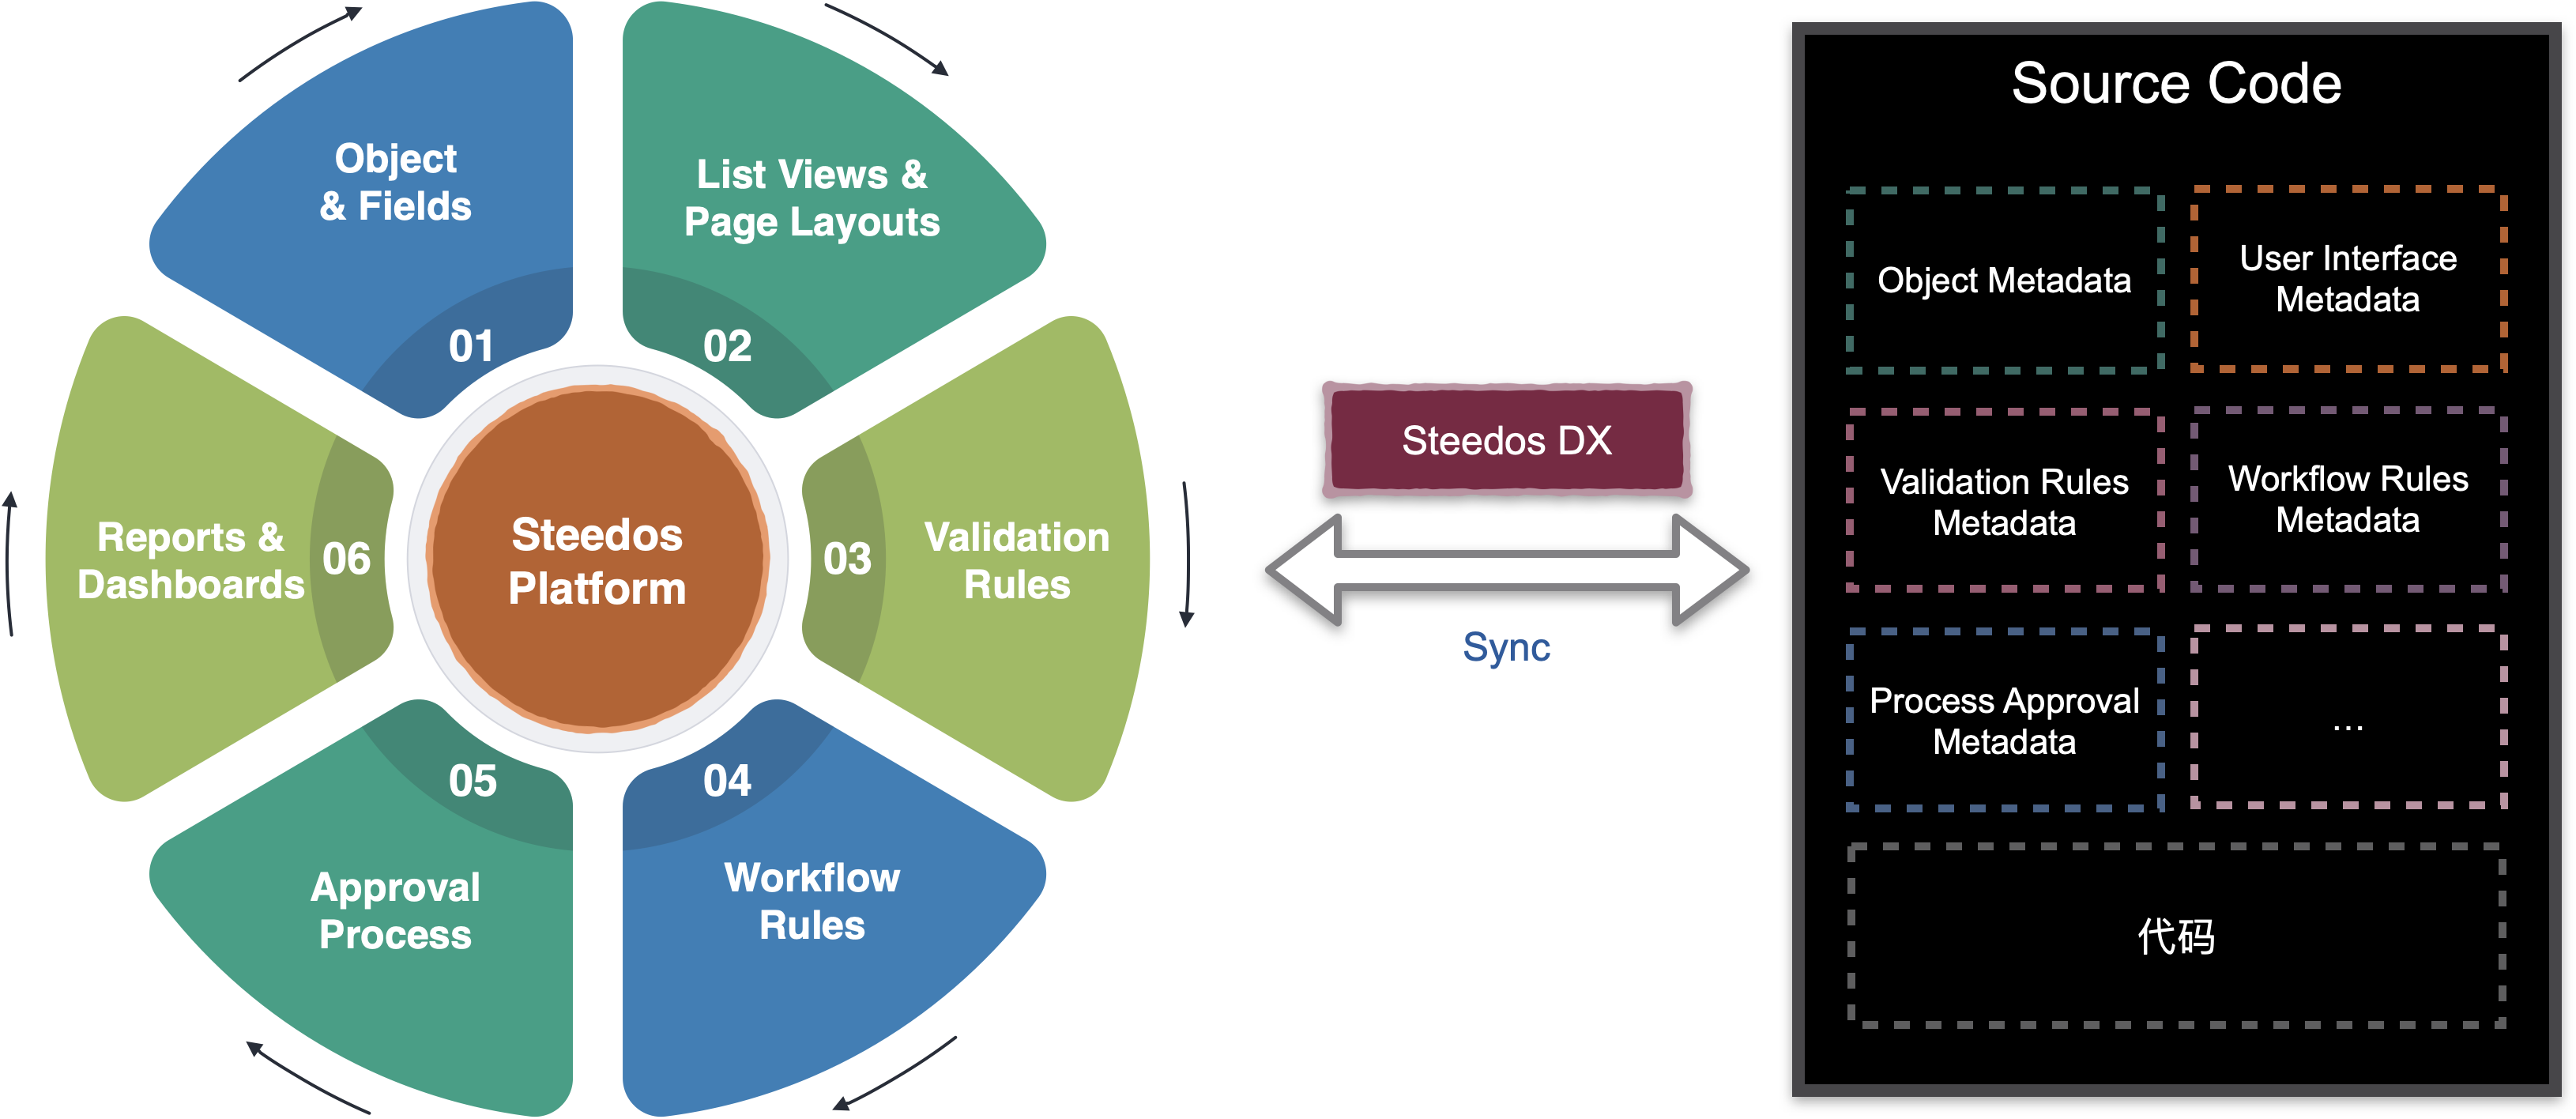 Object
& Fields
01
List Views &
Page Layouts
02
Validation
Rules
03
Workflow
Rules
04
Approval
Process
05
Reports &
Dashboards
06
Steedos
Platform
Steedos DX
Sync
Source Code
Object Metadata
User Interface
Metadata
Validation Rules
Metadata
Workflow Rules
Metadata
Process Approval
Metadata
...
代码